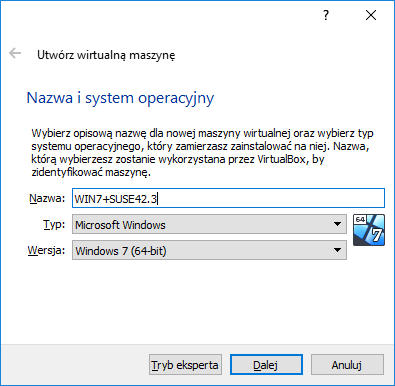 ?
Utwórz wirtualną maszynę
Nazwa i system operacyjny
Wybierz opisową nazwę dla nowej maszyny wirtualnej oraz wybierz typ
systemu operacyjnego, który zamierzasz zainstalować na niej. Nazwa,
którą wybierzesz zostanie wykorzystana przez VirtualBox, by
zidentyfikować maszynę.
Nazwa: WIN7+SUSE42.3
Typ: Microsoft Windows
64
7
Wersja: Windows 7 (64-bit)
Tryb eksperta Dalej Anuluj